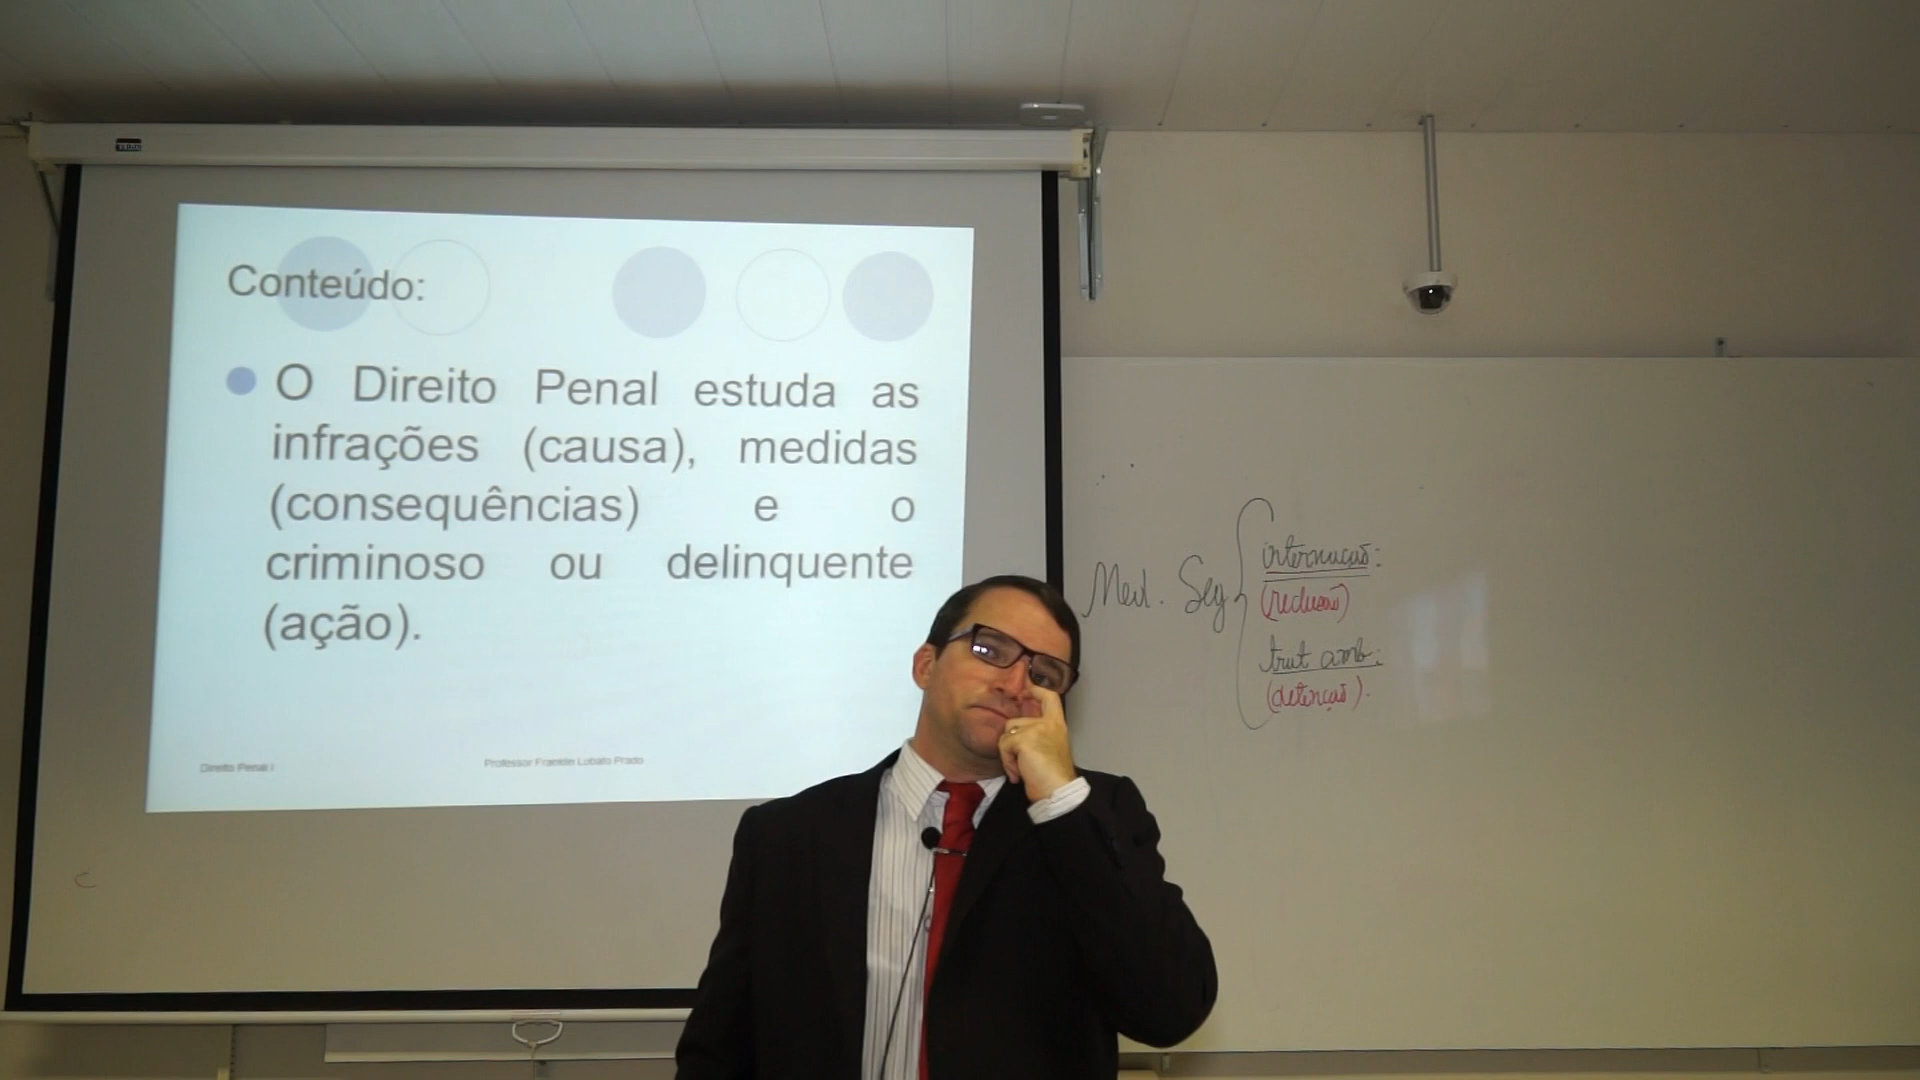 Conteúdo:
O Direito Penal estuda as
infrações (causa), medidas
(consequências) e o
criminoso ou delinquente
(ação).
Direito Penal I
Professor Franklin Lobato Prado
Med. Seg
internação:
(reclusão)
trat amb:
(detenção).